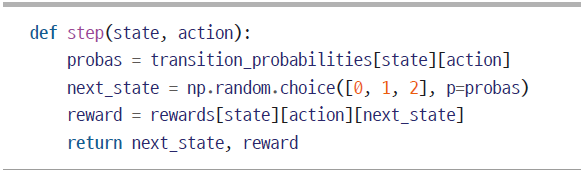 def step(state, action):
    probas = transition_probabilities[state][action]
    next_state = np.random.choice([0, 1, 2], p=probas)
    reward = rewards[state][action][next_state]
    return next_state, reward